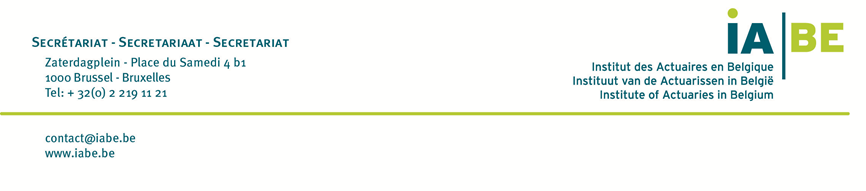 Secrétariat - Secretariaat - Secretariat
Zaterdagplein - Place du Samedi 4 b1
1000 Brussel - Bruxelles
Tel: + 32(0) 2 219 11 21
iA|BE
Institut des Actuaires en Belgique
Instituut van de Actuarissen in België
Institute of Actuaries in Belgium
contact@iabe.be
www.iabe.be